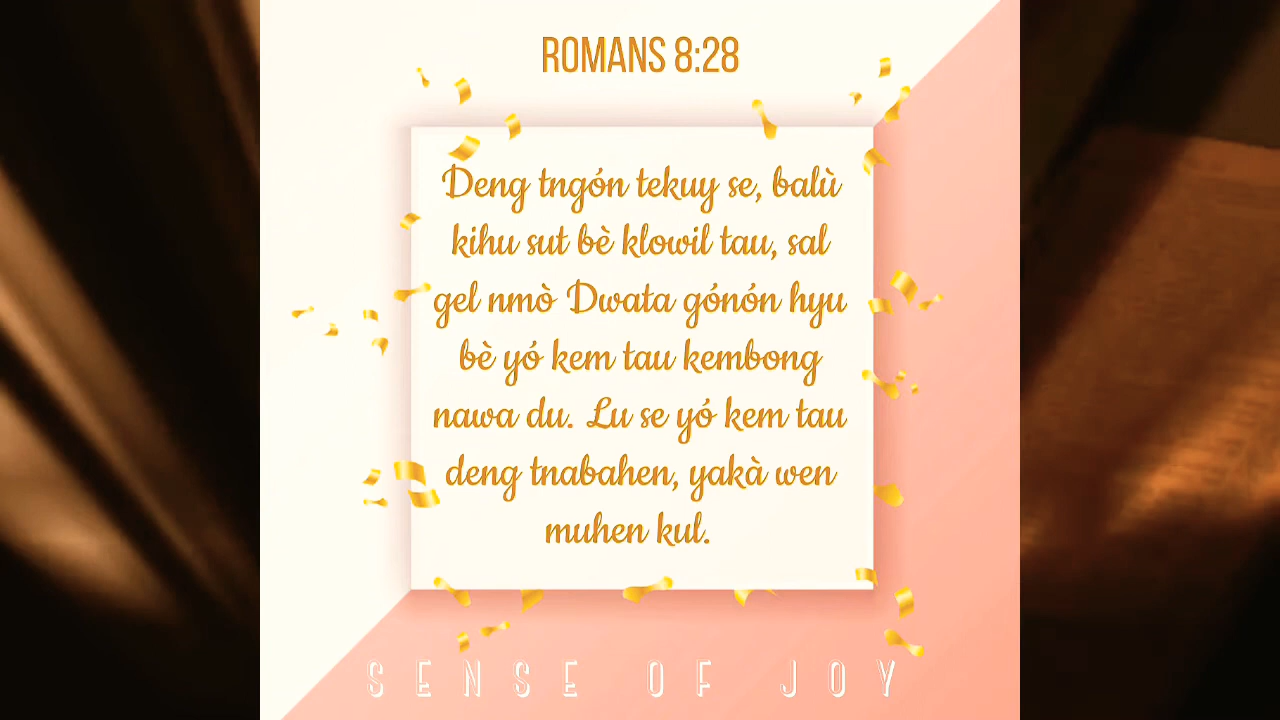 ROMANS 8:28
Deng tngón tekuy se, balù
kihu sut bè klowil tau, sal
gel nmò Dwata gónón hyu
bè yó kem tau kembong
nawa du. Lu se yó kem tau
deng tnabahen, yakà wen
muhen kul.
SENSE OF JOY